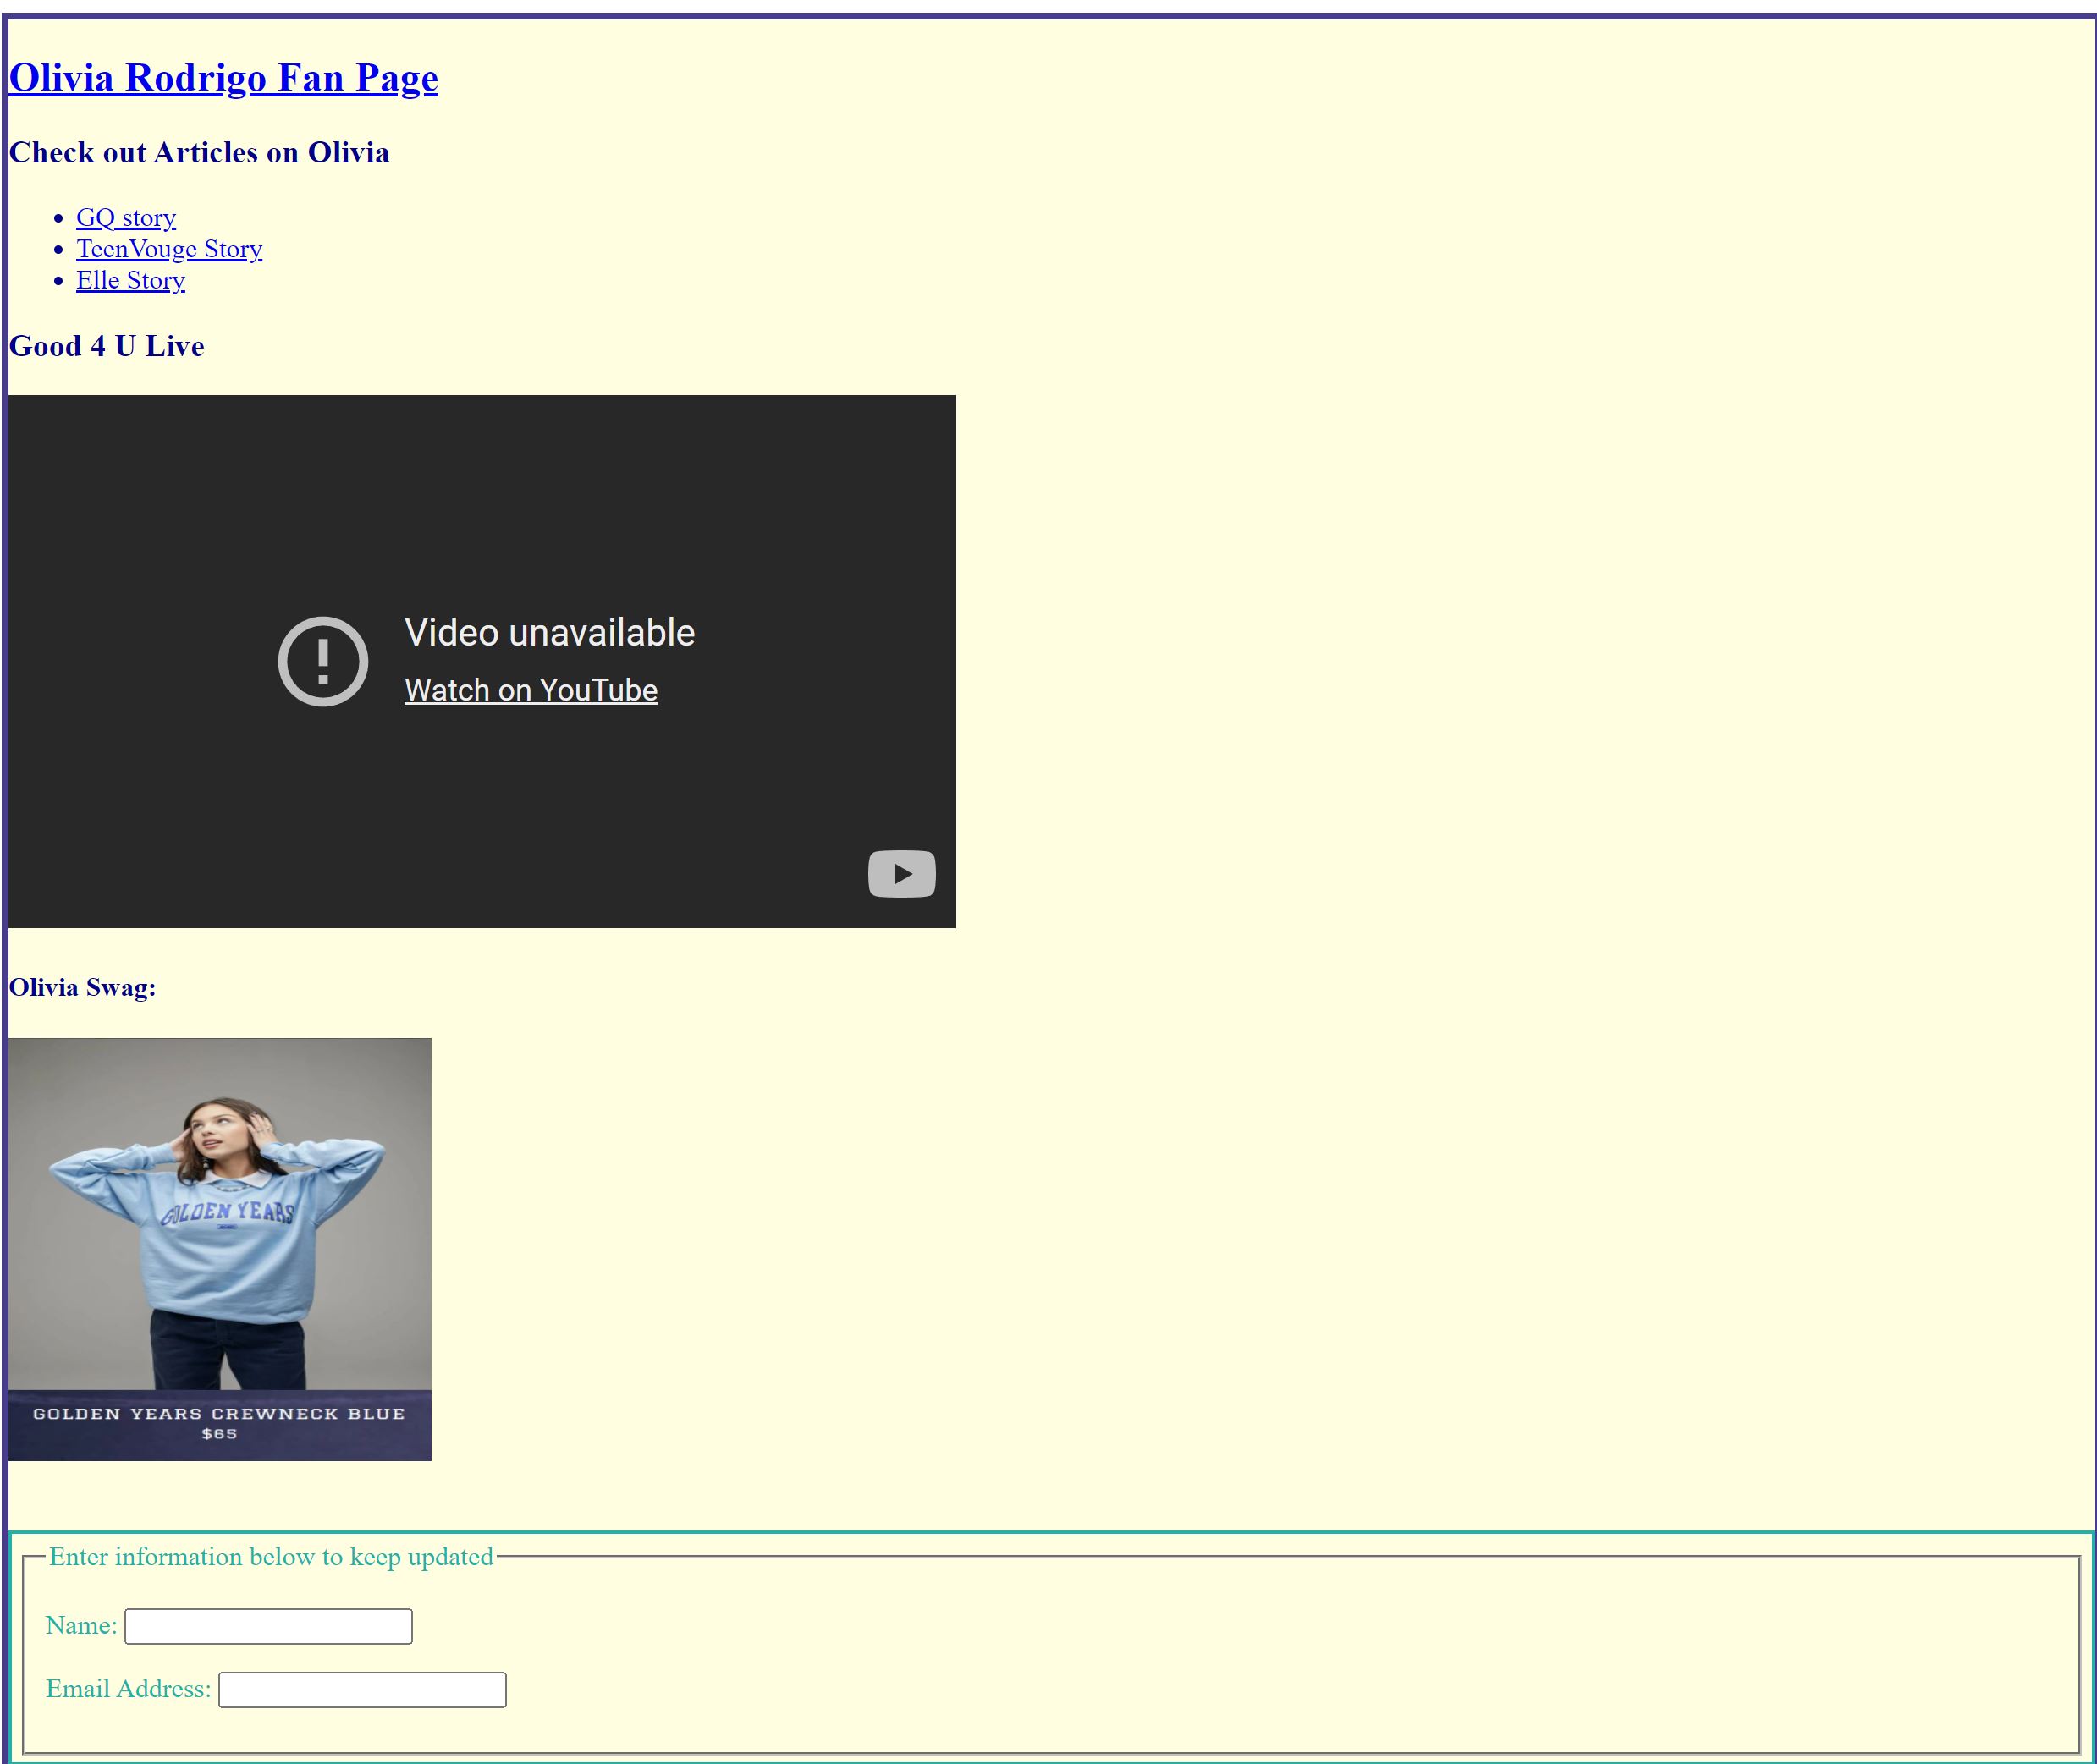 Olivia Rodrigo Fan Page
Check out Articles on Olivia
GQ story
TeenVouge Story
Elle Story
Good 4 U Live
Video unavailable
Watch on YouTube
Olivia Swag:
GOLDEN YEARS
GOLDEN YEARS CREWNECK BLUE
$65
Enter information below to keep updated
Name:
Email Address: